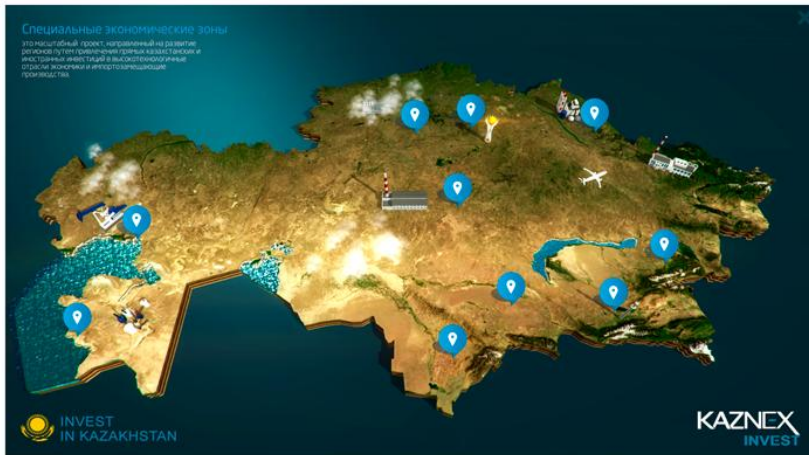 Специальные экономические зоны
это масштабный проект, направленный на развитие
регионов путем привлечения прямых казахстанских и
иностранных инвестиций в высокотехнологичные
отрасли экономики и импортозамещающие
производства.
INVEST
IN KAZAKHSTAN
KAZNEX
INVEST